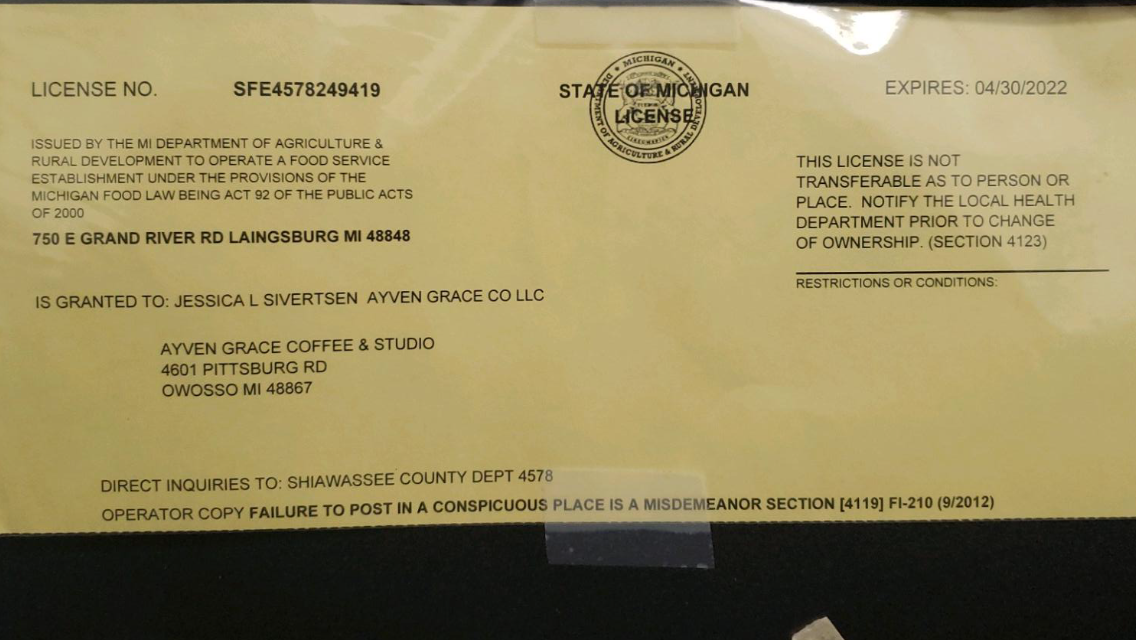 LICENSE NO. SFE4578249419
STATE OF MICHIGAN
LICENSE
MICHIGAN
DEPARTMENT OF AGRICULTURE & RURAL DEVELOPMENT
EXPIRES: 04/30/2022
ISSUED BY THE MI DEPARTMENT OF AGRICULTURE &
RURAL DEVELOPMENT TO OPERATE A FOOD SERVICE
ESTABLISHMENT UNDER THE PROVISIONS OF THE
MICHIGAN FOOD LAW BEING ACT 92 OF THE PUBLIC ACTS
OF 2000
750 E GRAND RIVER RD LAINGSBURG MI 48848
THIS LICENSE IS NOT
TRANSFERABLE AS TO PERSON OR
PLACE. NOTIFY THE LOCAL HEALTH
DEPARTMENT PRIOR TO CHANGE
OF OWNERSHIP. (SECTION 4123)
RESTRICTIONS OR CONDITIONS:
IS GRANTED TO: JESSICA L SIVERTSEN AYVEN GRACE CO LLC
AYVEN GRACE COFFEE & STUDIO
4601 PITTSBURG RD
OWOSSO MI 48867
DIRECT INQUIRIES TO: SHIAWASSEE COUNTY DEPT 4578
OPERATOR COPY FAILURE TO POST IN A CONSPICUOUS PLACE IS A MISDEMEANOR SECTION [4119] FI-210 (9/2012)